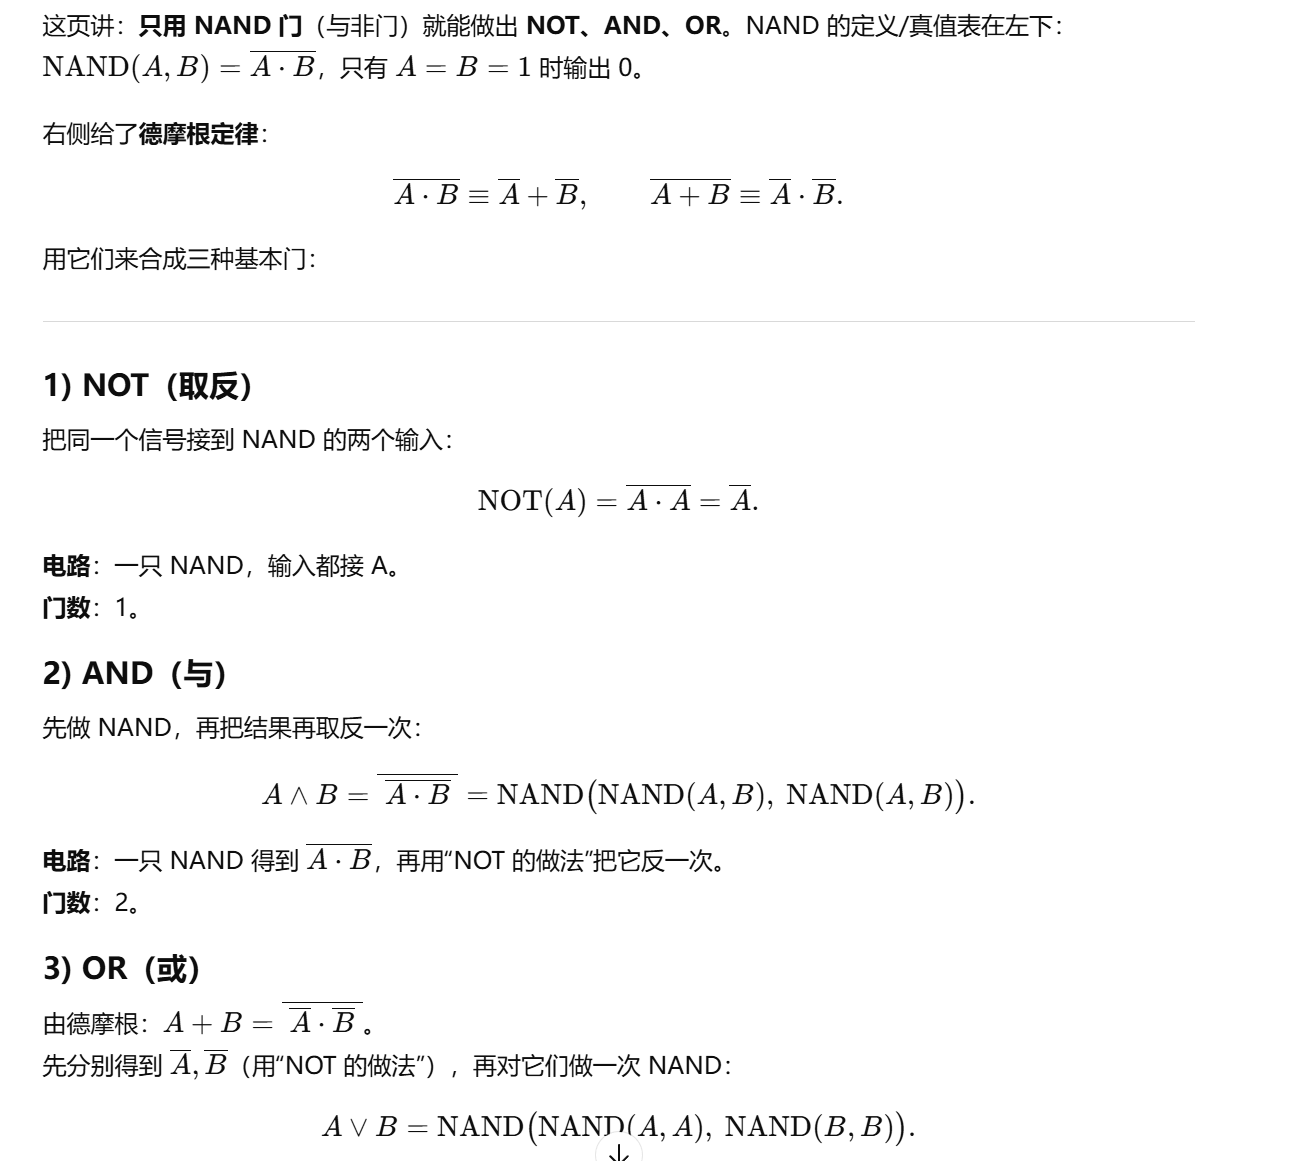 这页讲：只用 NAND 门（与非门）就能做出 NOT、AND、OR。NAND 的定义/真值表在左下：
$\mathrm{NAND}(A, B) = \overline{A \cdot B}$，只有 $A = B = 1$ 时输出 0。
右侧给了德摩根定律：
$\overline{A \cdot B} \equiv \overline{A} + \overline{B}, \qquad \overline{A + B} \equiv \overline{A} \cdot \overline{B}.$
用它们来合成三种基本门：
1) NOT（取反）
把同一个信号接到 NAND 的两个输入：
$\mathrm{NOT}(A) = \overline{A \cdot A} = \overline{A}.$
电路：一只 NAND，输入都接 A。
门数：1。
2) AND（与）
先做 NAND，再把结果再取反一次：
$A \wedge B = \overline{\overline{A \cdot B}} = \mathrm{NAND}\big(\mathrm{NAND}(A, B),\ \mathrm{NAND}(A, B)\big).$
电路：一只 NAND 得到 $\overline{A \cdot B}$，再用“NOT 的做法”把它反一次。
门数：2。
3) OR（或）
由德摩根：$A + B = \overline{\overline{A} \cdot \overline{B}}$。
先分别得到 $\overline{A}, \overline{B}$（用“NOT 的做法”），再对它们做一次 NAND：
$A \vee B = \mathrm{NAND}\big(\mathrm{NAND}(A, A),\ \mathrm{NAND}(B, B)\big).$